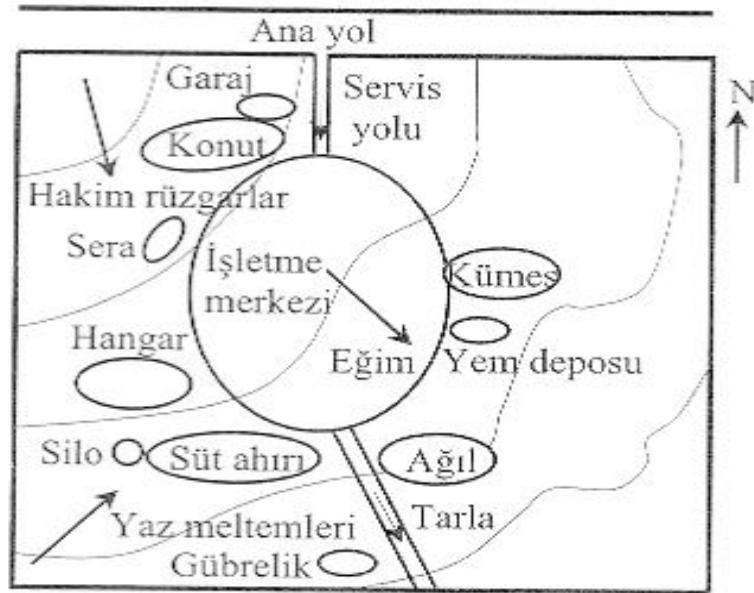 Ana yol
Garaj
Servis
yolu
N
Konut
Hakim rüzgarlar
Sera
İşletme
merkezi
Kümes
Hangar
Eğim
Yem deposu
Silo
Süt ahırı
Ağıl
Yaz meltemleri
Tarla
Gübrelik